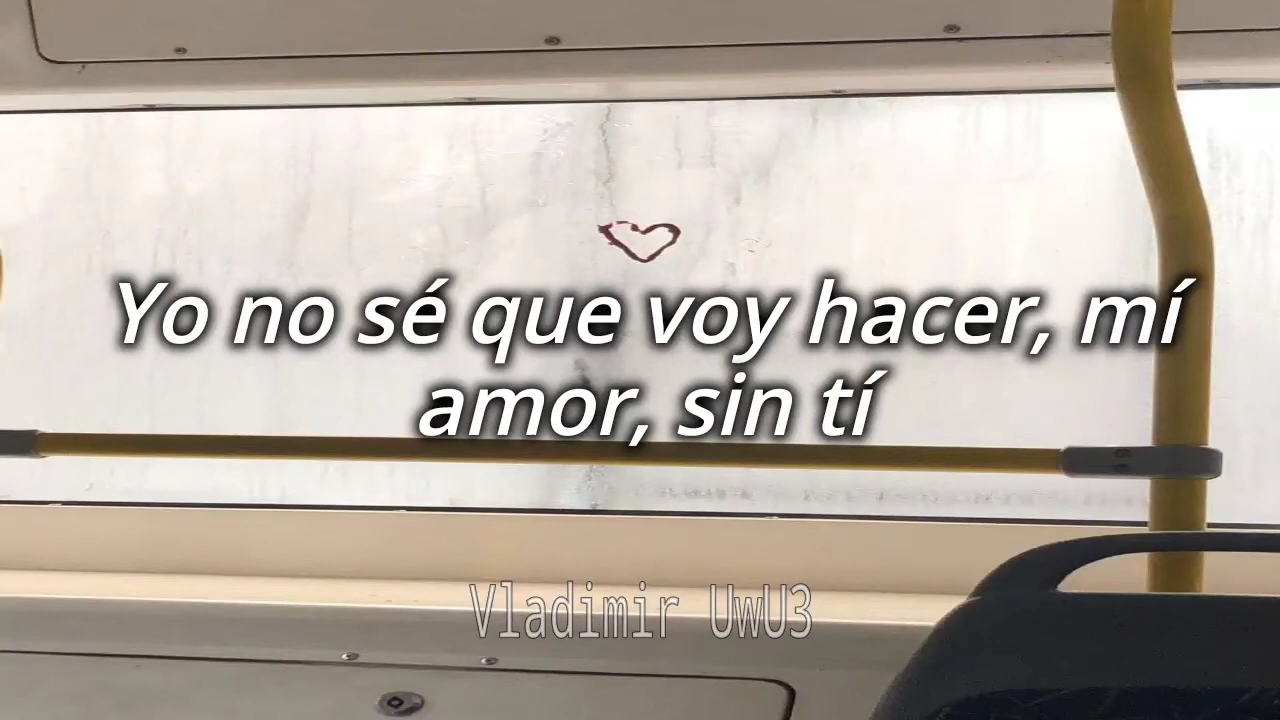 Yo no sé que voy hacer, mí
amor, sin tí
Vladimir UwU3